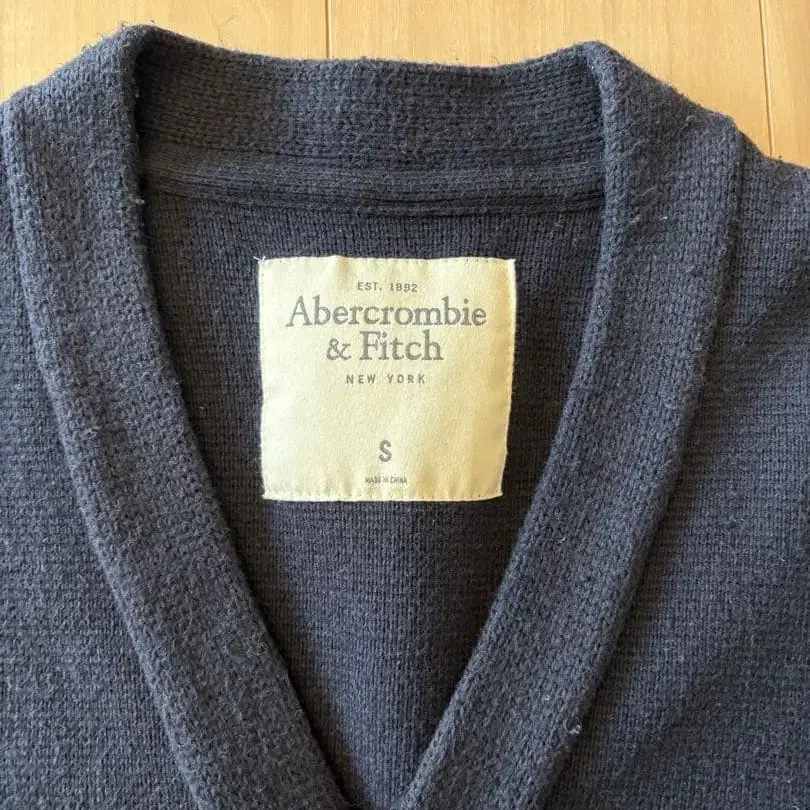 EST. 1892
Abercrombie
& Fitch
NEW YORK
S
MADE IN CHINA